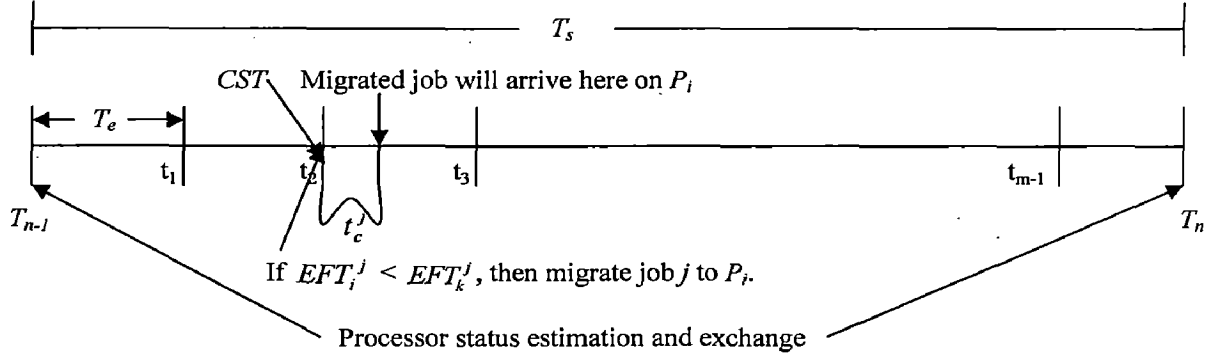 T_s
CST
Migrated job will arrive here on P_i
T_e
t_1
t_2
t_3
t_{m-1}
T_{n-1}
t_c^j
T_n
If EFT_i^j < EFT_k^j, then migrate job j to P_i.
Processor status estimation and exchange